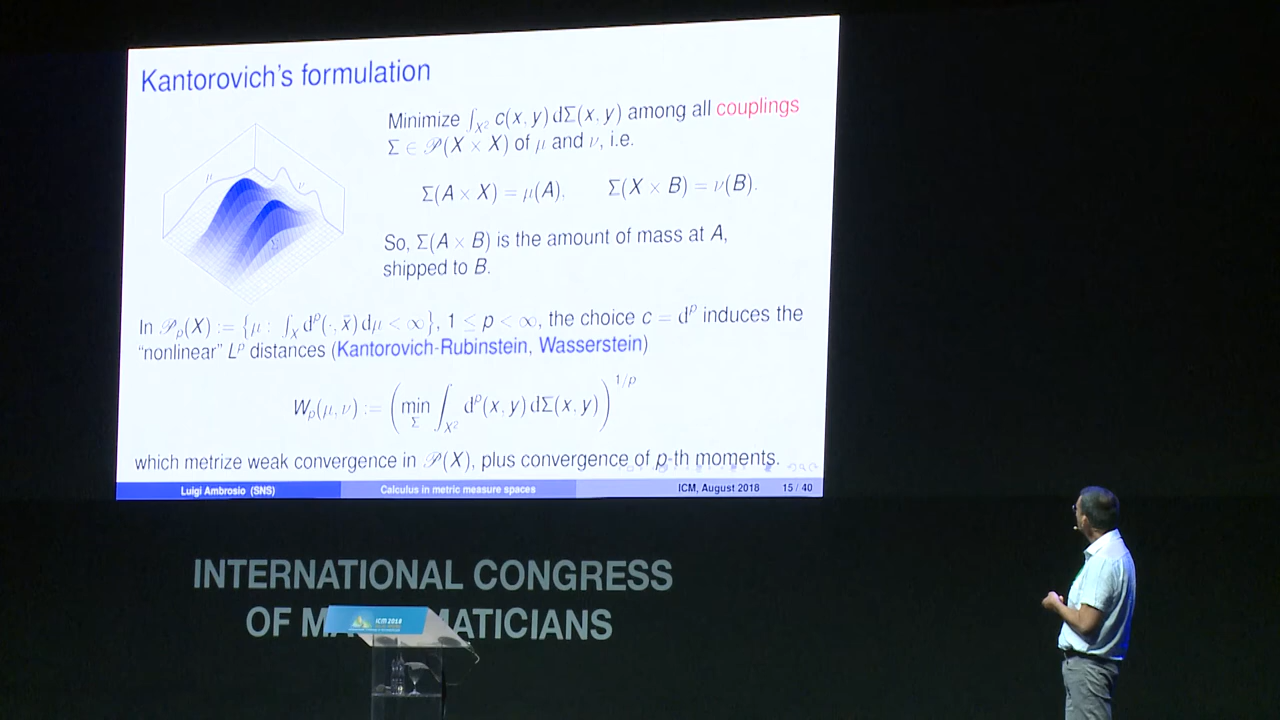 Kantorovich's formulation
Minimize ∫_{X²} c(x, y) dΣ(x, y) among all couplings
Σ ∈ 𝒫(X × X) of μ and ν, i.e.
Σ(A × X) = μ(A), Σ(X × B) = ν(B).
So, Σ(A × B) is the amount of mass at A,
shipped to B.
μ
ν
Σ
In 𝒫_p(X) := {μ : ∫_X d^p(·, x̄) dμ < ∞}, 1 ≤ p < ∞, the choice c = d^p induces the
"nonlinear" L^p distances (Kantorovich-Rubinstein, Wasserstein)
W_p(μ, ν) := (min_Σ ∫_{X²} d^p(x, y) dΣ(x, y))^{1/p}
which metrize weak convergence in 𝒫(X), plus convergence of p-th moments.
Luigi Ambrosio (SNS) Calculus in metric measure spaces ICM, August 2018 15 / 40
INTERNATIONAL CONGRESS
OF MA ATICIANS
ICM 2018